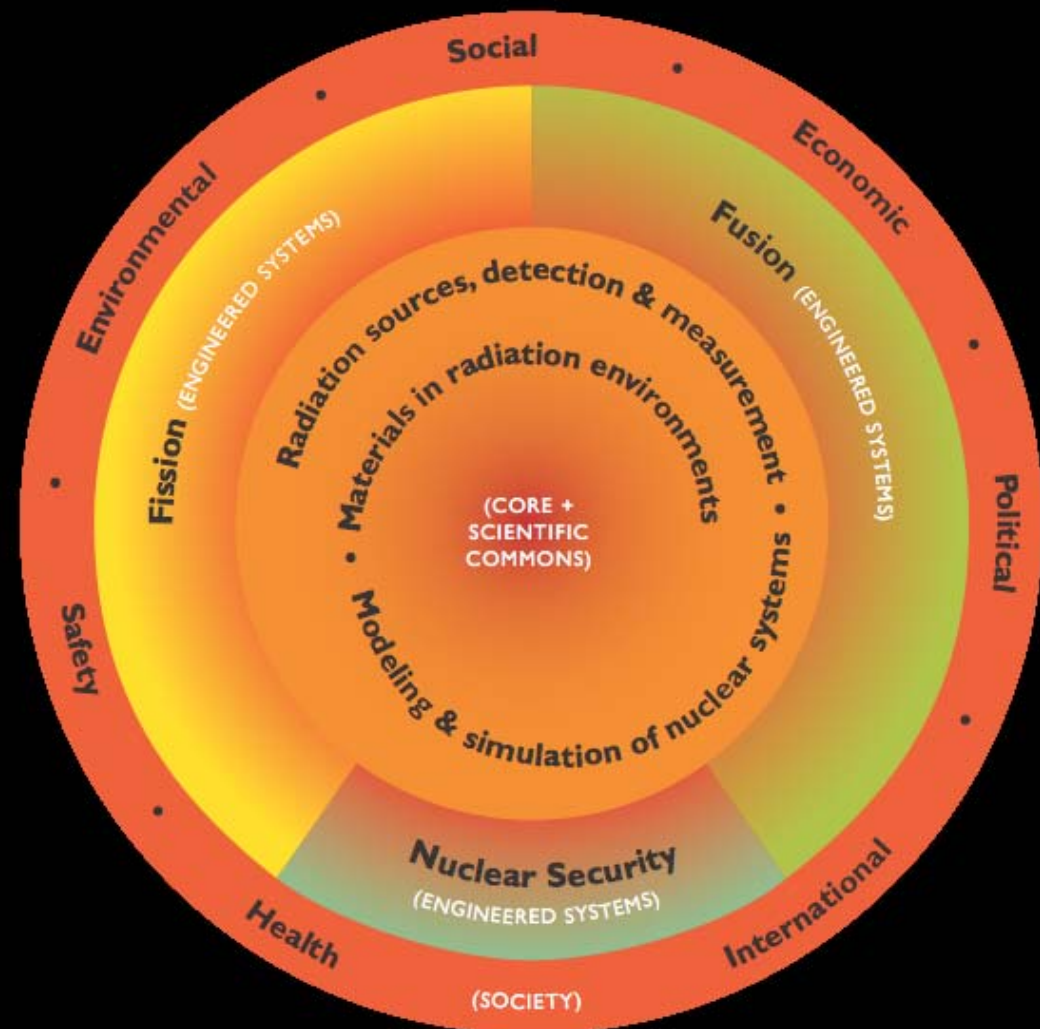 Social
•
Economic
•
Political
•
International
(SOCIETY)
Health
•
Safety
•
Environmental
•
Fission (ENGINEERED SYSTEMS)
Fusion (ENGINEERED SYSTEMS)
Nuclear Security
(ENGINEERED SYSTEMS)
Radiation sources, detection & measurement •
Materials in radiation environments
• Modeling & simulation of nuclear systems
(CORE +
SCIENTIFIC
COMMONS)